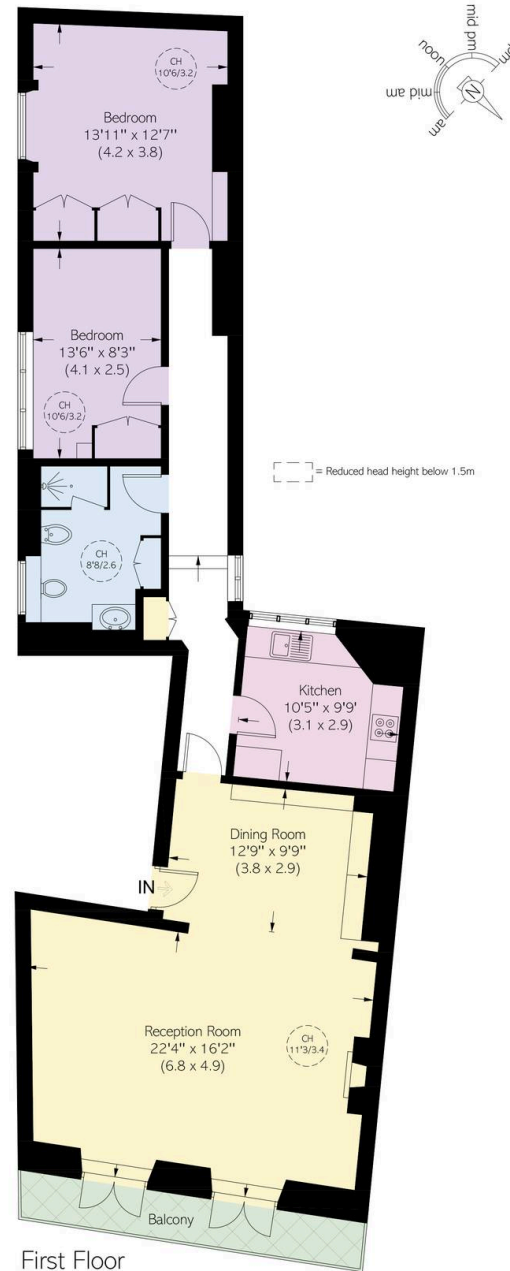 mid pm
pm
noon
mid am
am
N
CH
10'6/3.2
Bedroom
13'11" x 12'7"
(4.2 x 3.8)
Bedroom
13'6" x 8'3"
(4.1 x 2.5)
CH
10'6/3.2
= Reduced head height below 1.5m
CH
8'8/2.6
Kitchen
10'5" x 9'9'
(3.1 x 2.9)
Dining Room
12'9" x 9'9"
(3.8 x 2.9)
IN
Reception Room
22'4" x 16'2"
(6.8 x 4.9)
CH
11'3/3.4
Balcony
First Floor